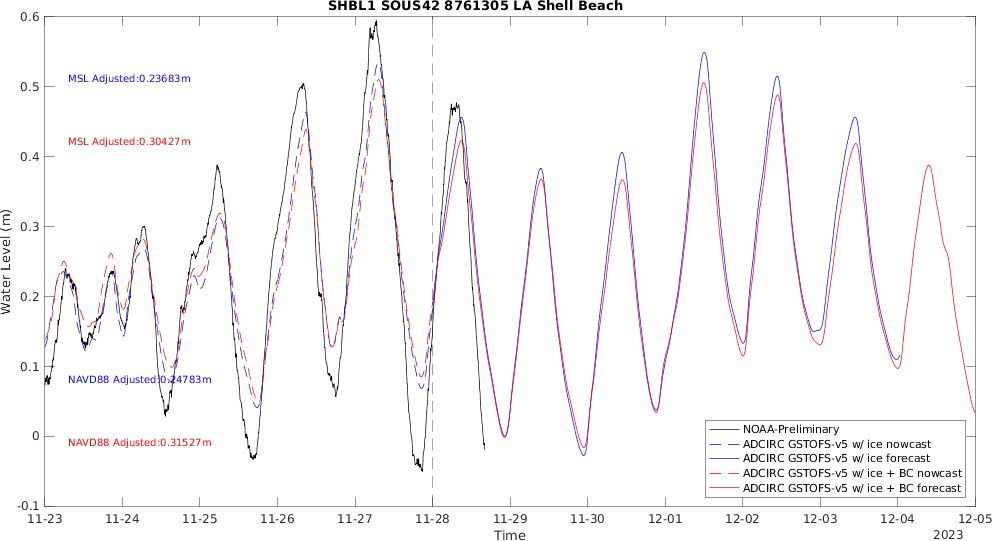 SHBL1 SOUS42 8761305 LA Shell Beach
0.6
0.5
0.4
0.3
0.2
0.1
0
-0.1
Water Level (m)
MSL Adjusted:0.23683m
MSL Adjusted:0.30427m
NAVD88 Adjusted:0.24783m
NAVD88 Adjusted:0.31527m
NOAA-Preliminary
ADCIRC GSTOFS-v5 w/ ice nowcast
ADCIRC GSTOFS-v5 w/ ice forecast
ADCIRC GSTOFS-v5 w/ ice + BC nowcast
ADCIRC GSTOFS-v5 w/ ice + BC forecast
11-23 11-24 11-25 11-26 11-27 11-28 11-29 11-30 12-01 12-02 12-03 12-04 12-05
Time
2023